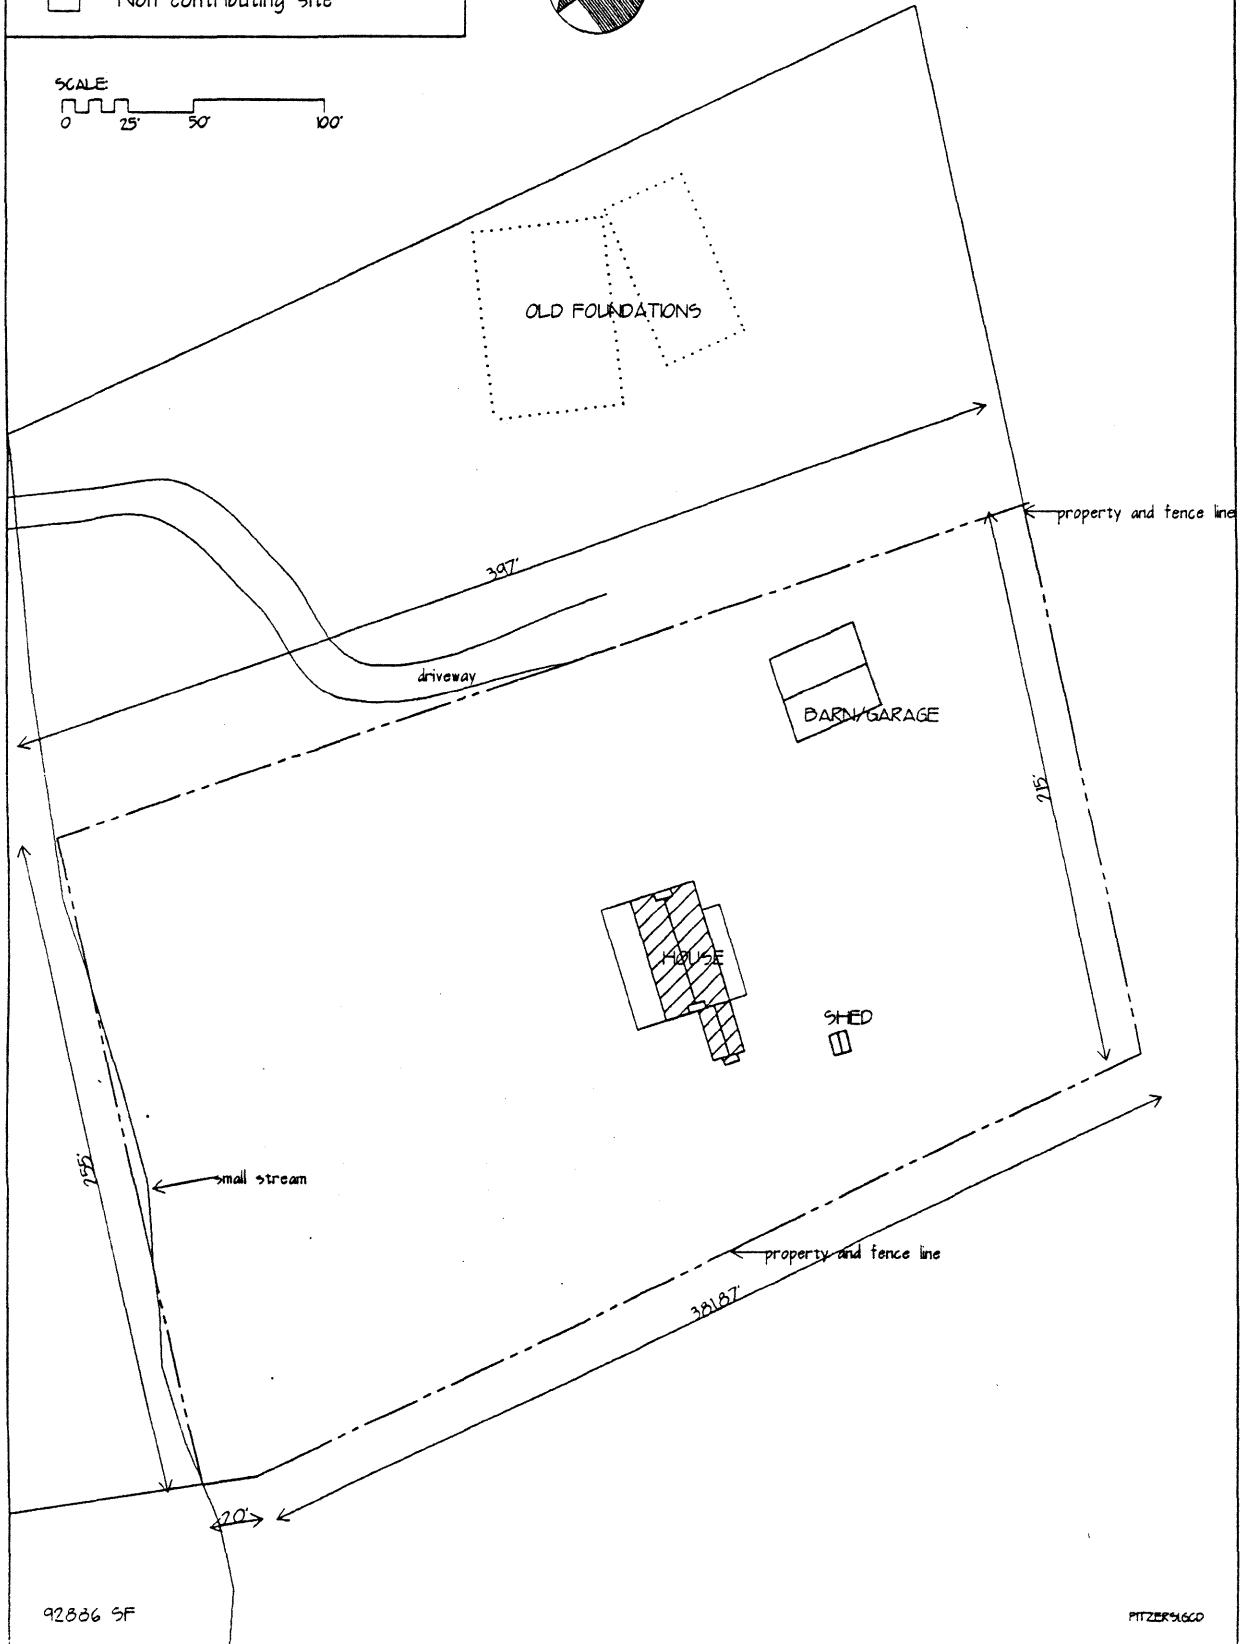 Non contributing site
SCALE:
0 25' 50' 100'
OLD FOUNDATIONS
property and fence line
397'
driveway
BARN/GARAGE
215'
HOUSE
SHED
255'
small stream
property and fence line
381.87'
20'
92886 SF